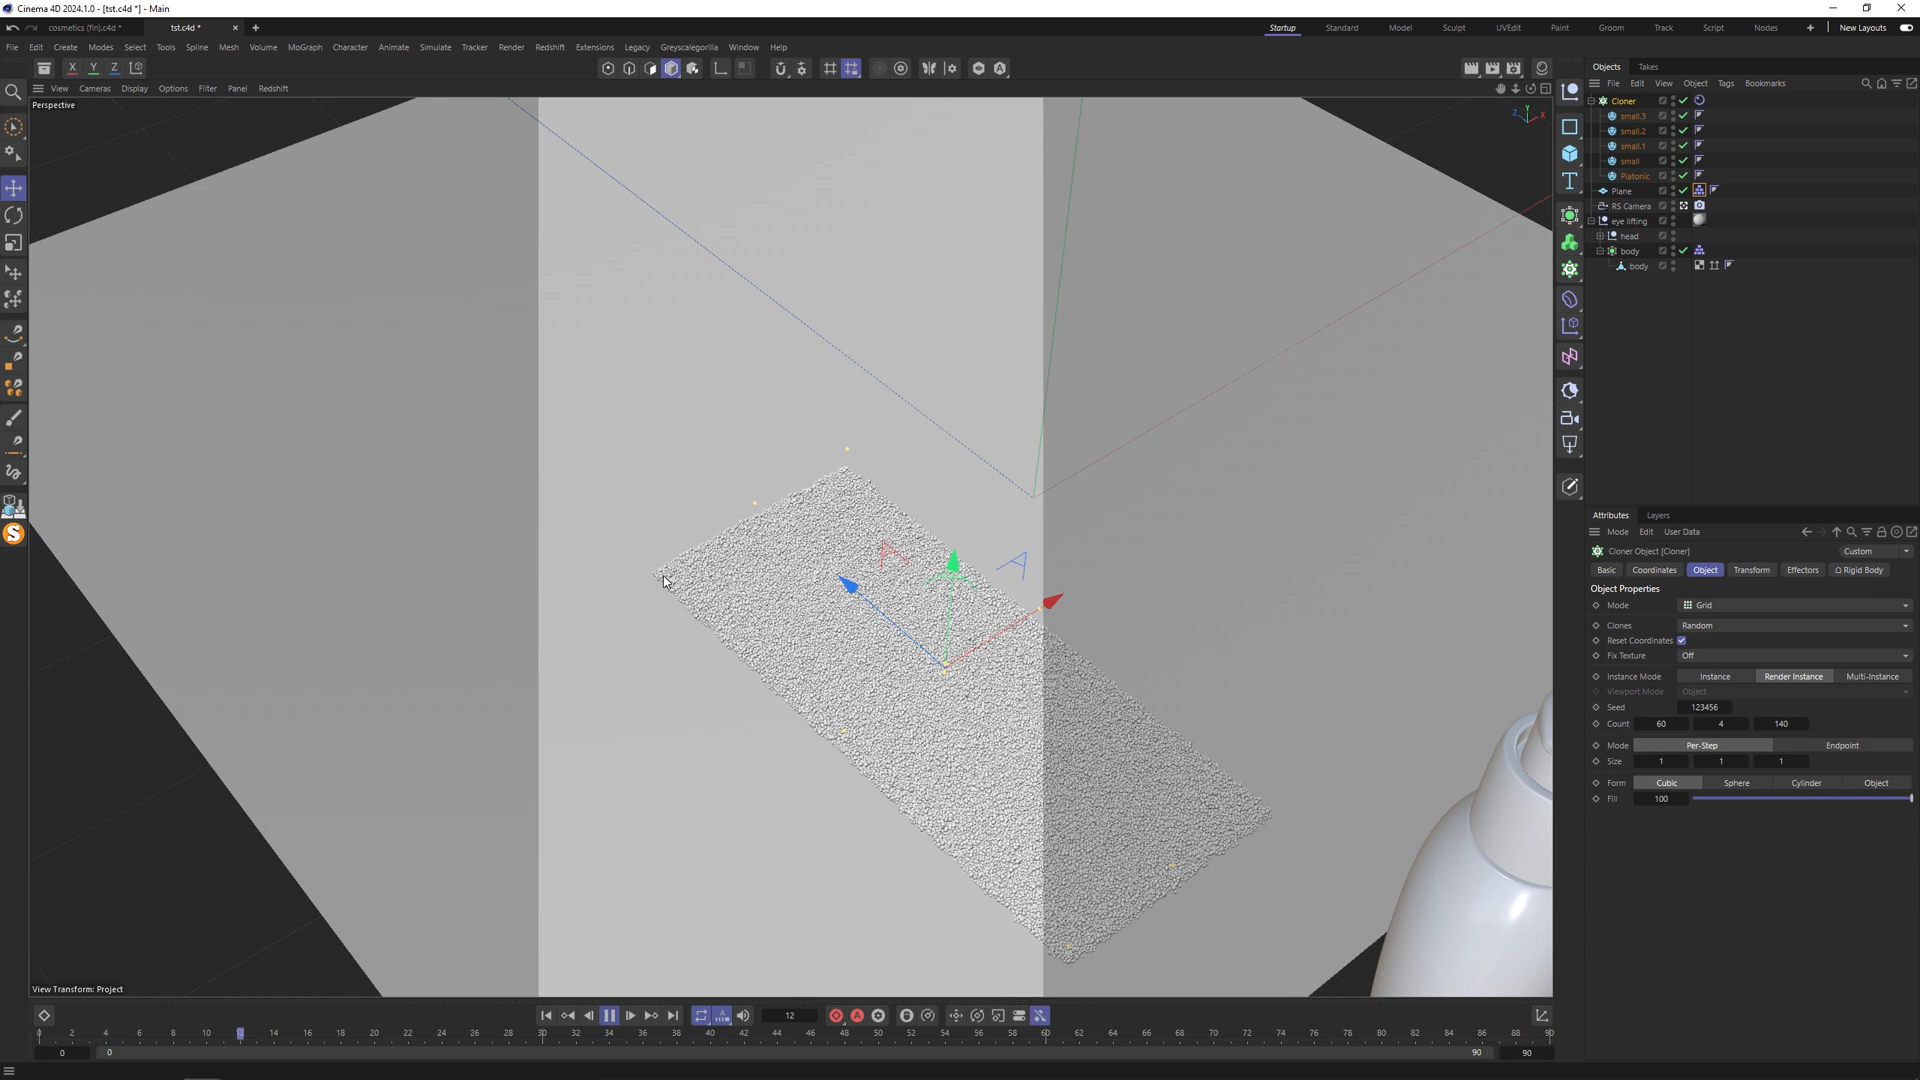 Cinema 4D 2024.1.0 - [tst.c4d *] - Main
cosmetics (fin).c4d *
tst.c4d *
Startup Standard Model Sculpt UVEdit Paint Groom Track Script Nodes New Layouts
File Edit Create Modes Select Tools Spline Mesh Volume MoGraph Character Animate Simulate Tracker Render Redshift Extensions Legacy Greyscalegorilla Window Help
X Y Z
Objects Takes
File Edit View Object Tags Bookmarks
View Cameras Display Options Filter Panel Redshift
Perspective
Y
Z X
Cloner
small.3
small.2
small.1
small
Platonic
Plane
RS Camera
eye lifting
head
body
body
Attributes Layers
Mode Edit User Data
Cloner Object [Cloner] Custom
Basic Coordinates Object Transform Effectors Rigid Body
Object Properties
Mode Grid
Clones Random
Reset Coordinates
Fix Texture Off
Instance Mode Instance Render Instance Multi-Instance
Viewport Mode Object
Seed 123456
Count 60 4 140
Mode Per-Step Endpoint
Size 1 1 1
Form Cubic Sphere Cylinder Object
Fill 100
View Transform: Project
12
0 2 4 6 8 10 12 14 16 18 20 22 24 26 28 30 32 34 36 38 40 42 44 46 48 50 52 54 56 58 60 62 64 66 68 70 72 74 76 78 80 82 84 86 88 90
0 0 90 90